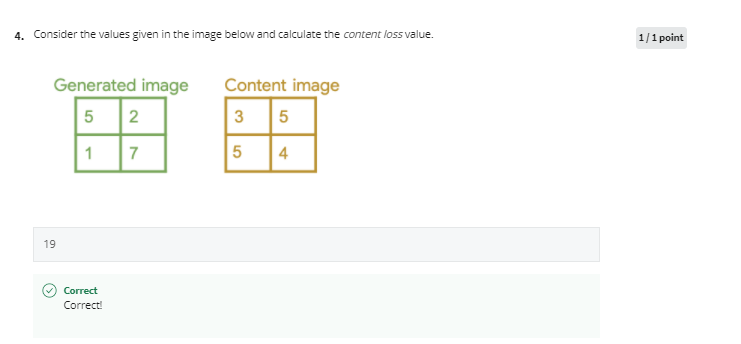 4. Consider the values given in the image below and calculate the content loss value.
1 / 1 point
Generated image Content image
5 2 3 5
1 7 5 4
19
Correct
Correct!